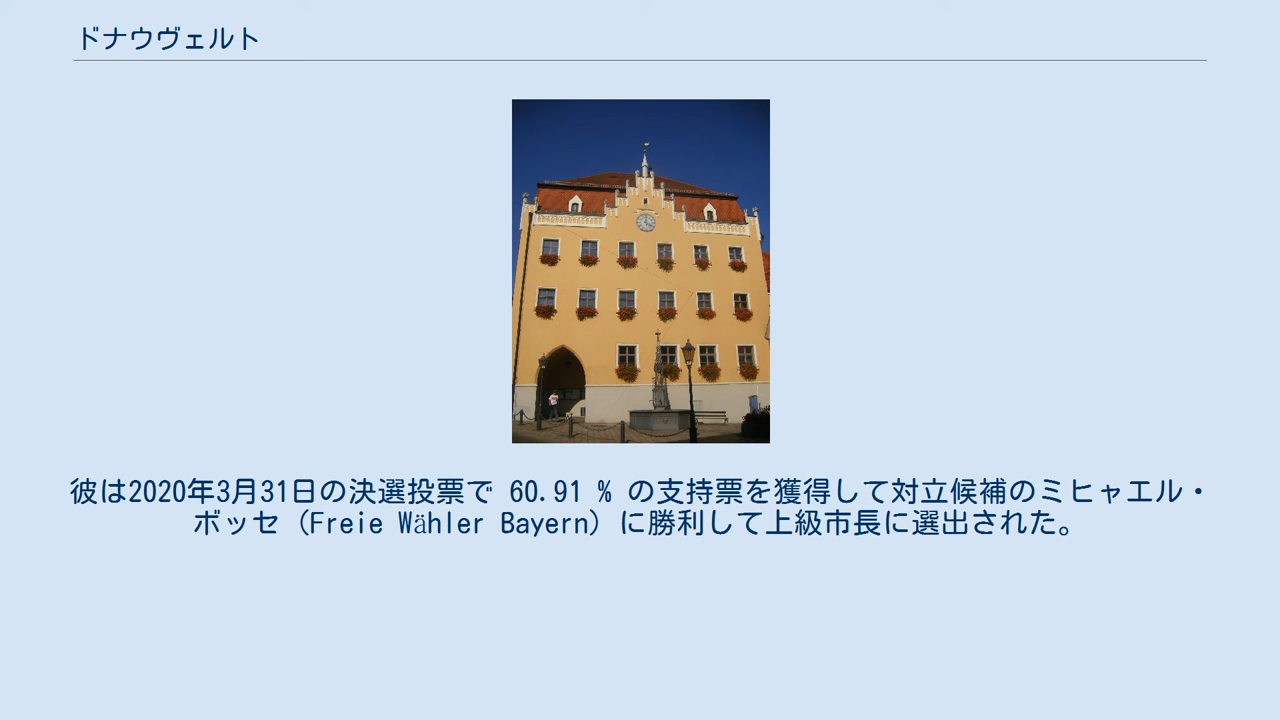 ドナウヴェルト
彼は2020年3月31日の決選投票で 60.91 % の支持票を獲得して対立候補のミヒャエル・
ボッセ (Freie Wähler Bayern) に勝利して上級市長に選出された。